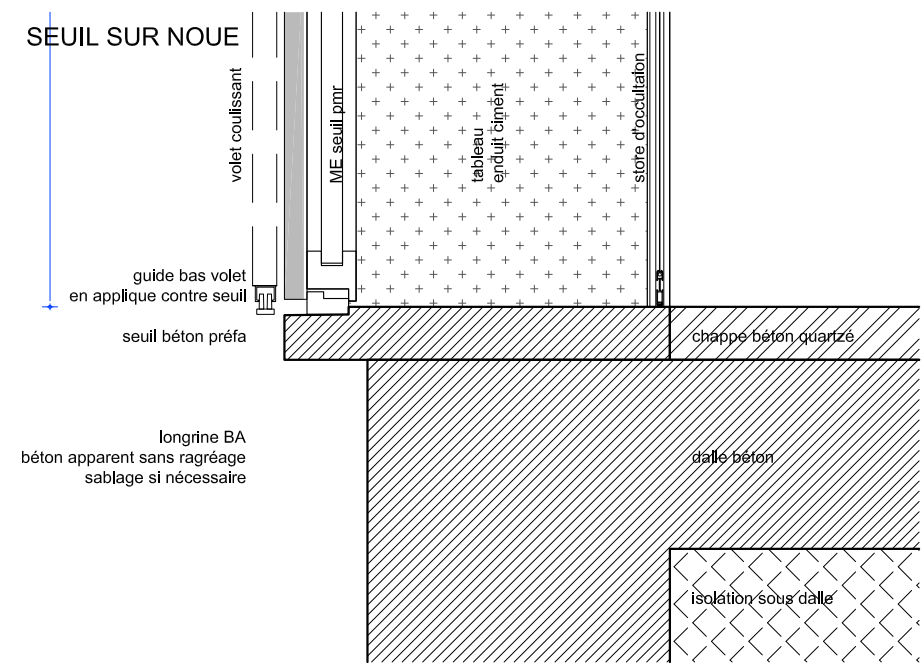 SEUIL SUR NOUE
volet coulissant
ME seuil pmr
tableau
enduit ciment
store d'occultaion
guide bas volet
en applique contre seuil
seuil béton préfa
chappe béton quartzé
longrine BA
béton apparent sans ragréage
sablage si nécessaire
dalle béton
isolation sous dalle